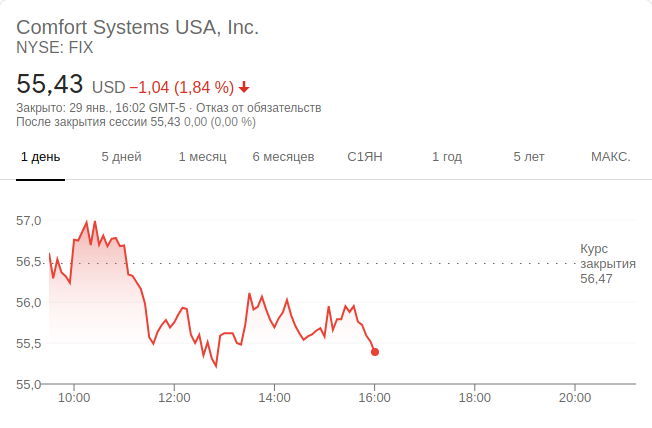 Comfort Systems USA, Inc.
NYSE: FIX
55,43 USD −1,04 (1,84 %)
Закрыто: 29 янв., 16:02 GMT-5 · Отказ от обязательств
После закрытия сессии 55,43 0,00 (0,00 %)
1 день 5 дней 1 месяц 6 месяцев С1ЯН 1 год 5 лет МАКС.
57,0
56,5
56,0
55,5
55,0
Курс
закрытия
56,47
10:00 12:00 14:00 16:00 18:00 20:00